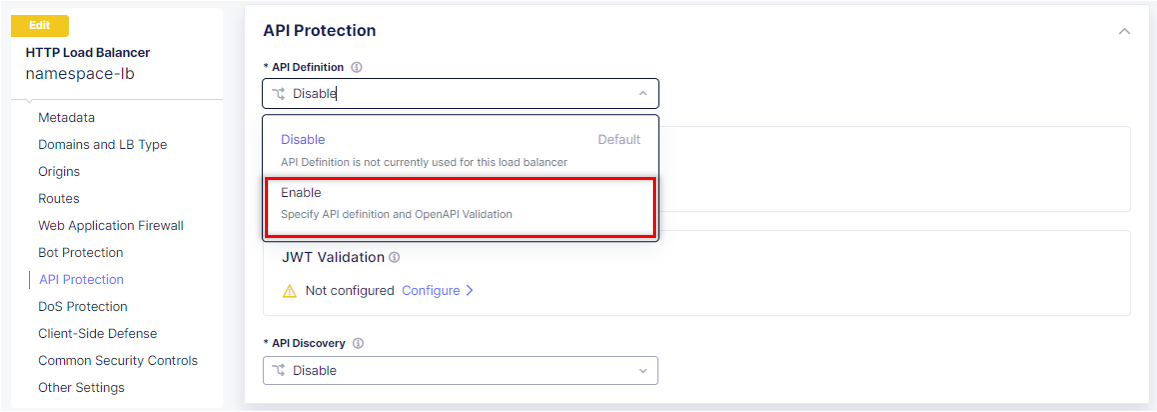 Edit
HTTP Load Balancer
namespace-lb
Metadata
Domains and LB Type
Origins
Routes
Web Application Firewall
Bot Protection
API Protection
DoS Protection
Client-Side Defense
Common Security Controls
Other Settings
API Protection
* API Definition
Disable
Disable Default
API Definition is not currently used for this load balancer
Enable
Specify API definition and OpenAPI Validation
JWT Validation
Not configured Configure
* API Discovery
Disable